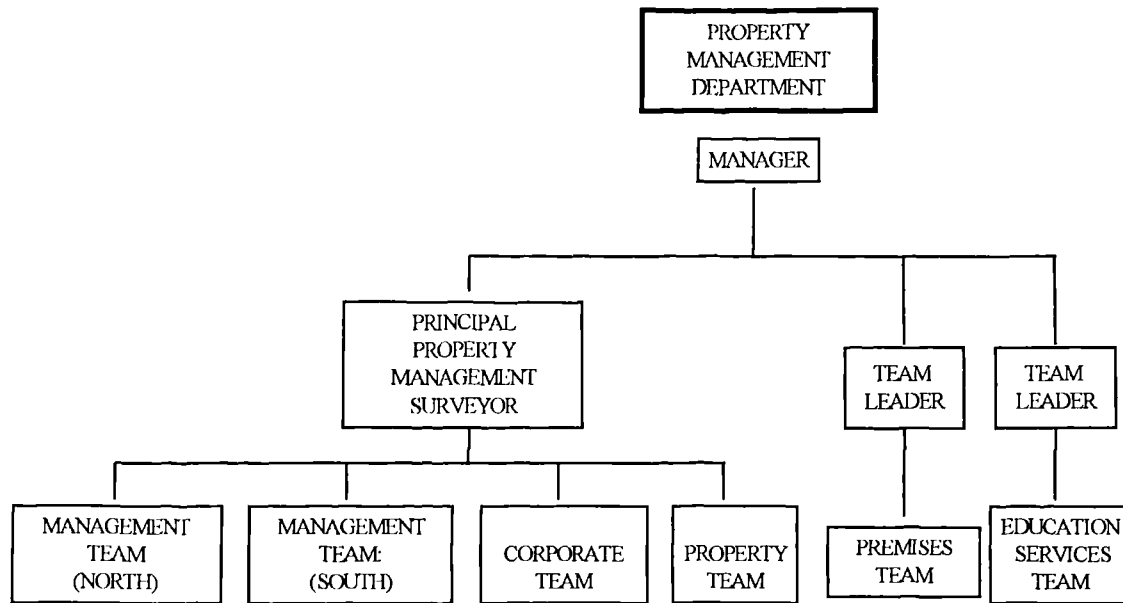 PROPERTY
MANAGEMENT
DEPARTMENT
MANAGER
PRINCIPAL
PROPERTY
MANAGEMENT
SURVEYOR
TEAM
LEADER
TEAM
LEADER
MANAGEMENT
TEAM
(NORTH)
MANAGEMENT
TEAM:
(SOUTH)
CORPORATE
TEAM
PROPERTY
TEAM
PREMISES
TEAM
EDUCATION
SERVICES
TEAM